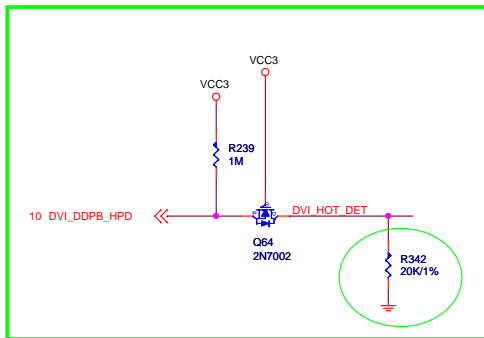 VCC3
VCC3
R239
1M
10 DVI_DDPB_HPD
DVI_HOT_DET
Q64
2N7002
R342
20K/1%